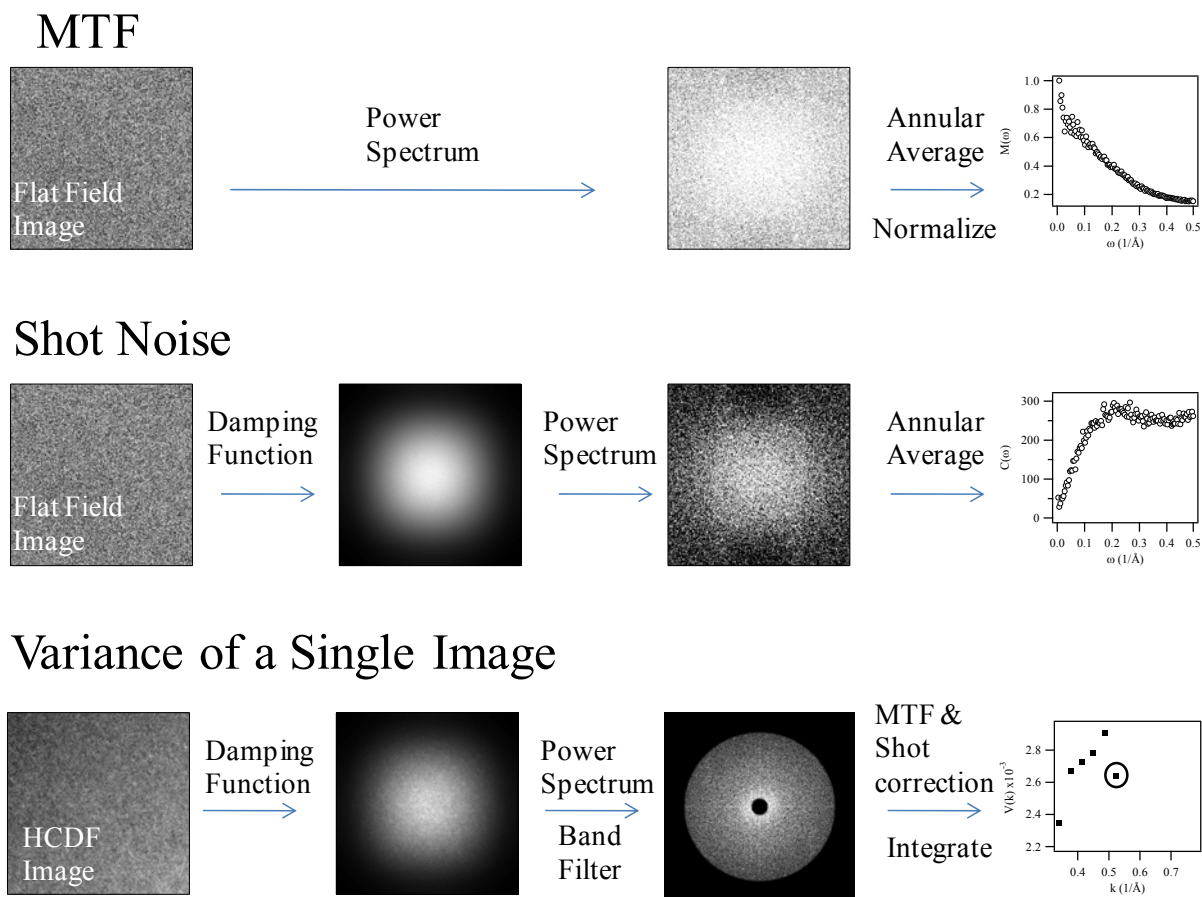 MTF
Flat Field
Image
Power
Spectrum
Annular
Average
Normalize
M(ω)
1.0
0.8
0.6
0.4
0.2
0.0 0.1 0.2 0.3 0.4 0.5
ω (1/Å)
Shot Noise
Flat Field
Image
Damping
Function
Power
Spectrum
Annular
Average
C(ω)
300
200
100
0
0.0 0.1 0.2 0.3 0.4 0.5
ω (1/Å)
Variance of a Single Image
HCDF
Image
Damping
Function
Power
Spectrum
Band
Filter
MTF &
Shot
correction
Integrate
V(k) x10⁻³
2.8
2.6
2.4
2.2
0.4 0.5 0.6 0.7
k (1/Å)